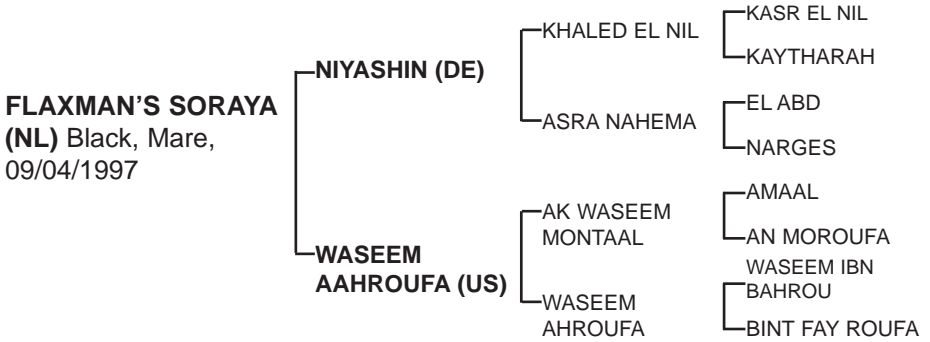 FLAXMAN'S SORAYA
(NL) Black, Mare,
09/04/1997
NIYASHIN (DE)
WASEEM
AAHROUFA (US)
KHALED EL NIL
ASRA NAHEMA
AK WASEEM
MONTAAL
WASEEM
AHROUFA
KASR EL NIL
KAYTHARAH
EL ABD
NARGES
AMAAL
AN MOROUFA
WASEEM IBN
BAHROU
BINT FAY ROUFA